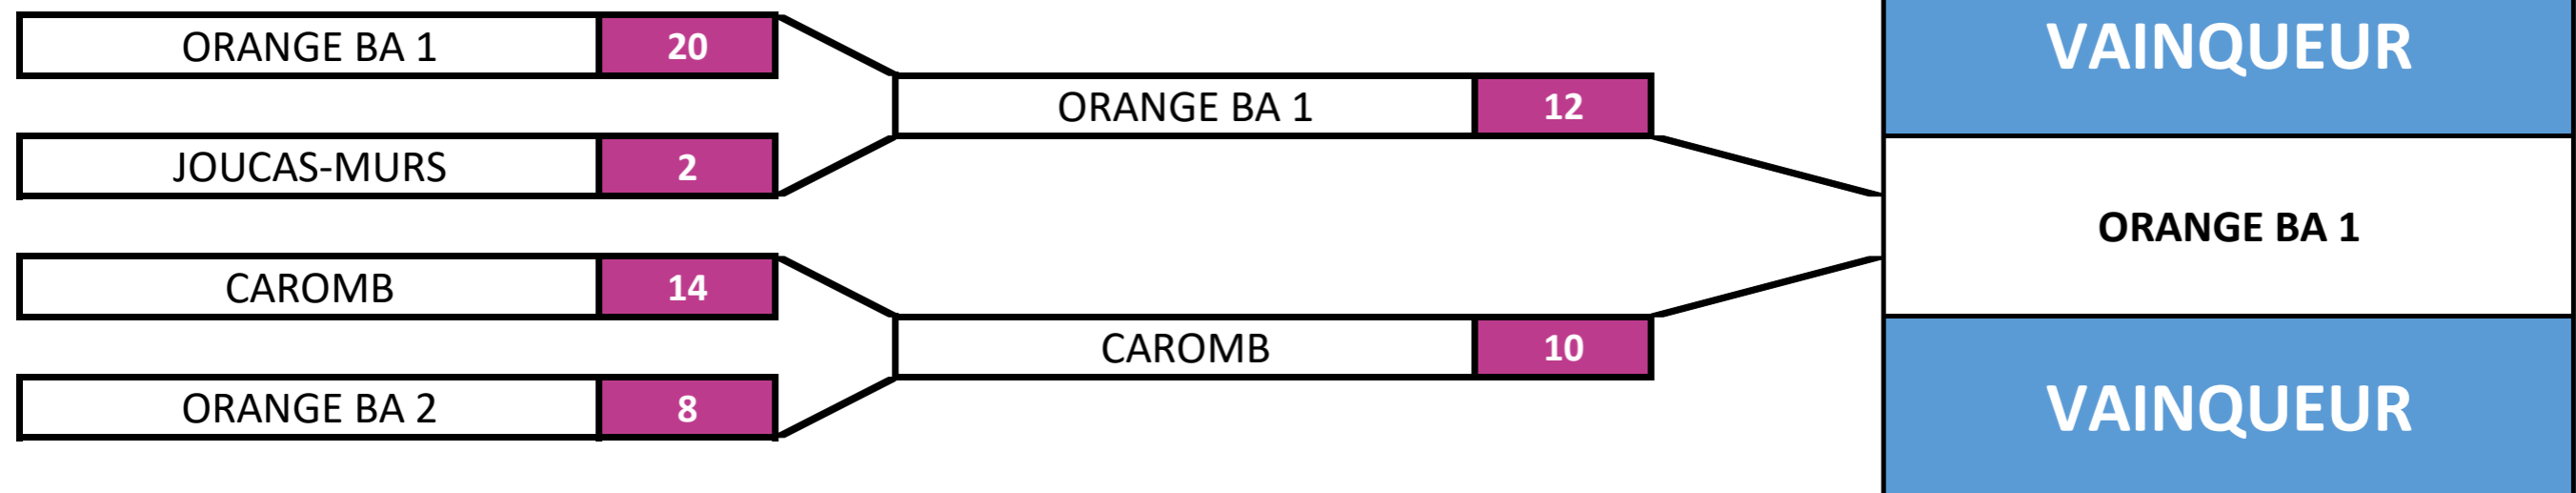 ORANGE BA 1 20
JOUCAS-MURS 2
CAROMB 14
ORANGE BA 2 8
ORANGE BA 1 12
CAROMB 10
VAINQUEUR
ORANGE BA 1
VAINQUEUR